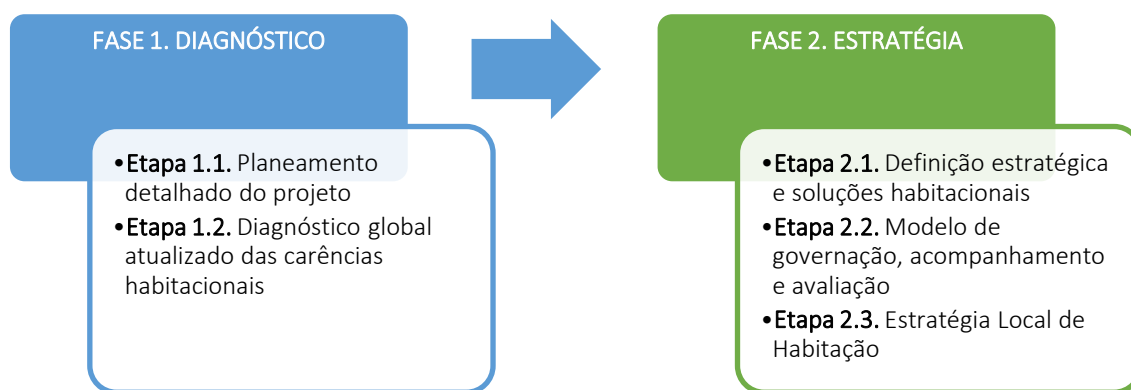 FASE 1. DIAGNÓSTICO
•Etapa 1.1. Planeamento
detalhado do projeto
•Etapa 1.2. Diagnóstico global
atualizado das carências
habitacionais
FASE 2. ESTRATÉGIA
•Etapa 2.1. Definição estratégica
e soluções habitacionais
•Etapa 2.2. Modelo de
governação, acompanhamento
e avaliação
•Etapa 2.3. Estratégia Local de
Habitação